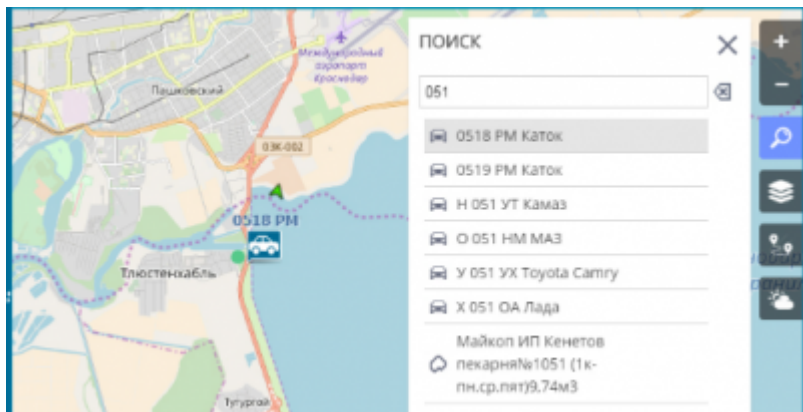 Международный
аэропорт
Краснодар
Пашковский
03К-002
0518 РМ
Тлюстенхабль
Тугургой
ПОИСК
051
0518 РМ Каток
0519 РМ Каток
Н 051 УТ Камаз
О 051 НМ МАЗ
У 051 УХ Toyota Camry
Х 051 ОА Лада
Майкоп ИП Кенетов
пекарня№1051 (1к-
пн.ср.пят)9,74м3
+
−